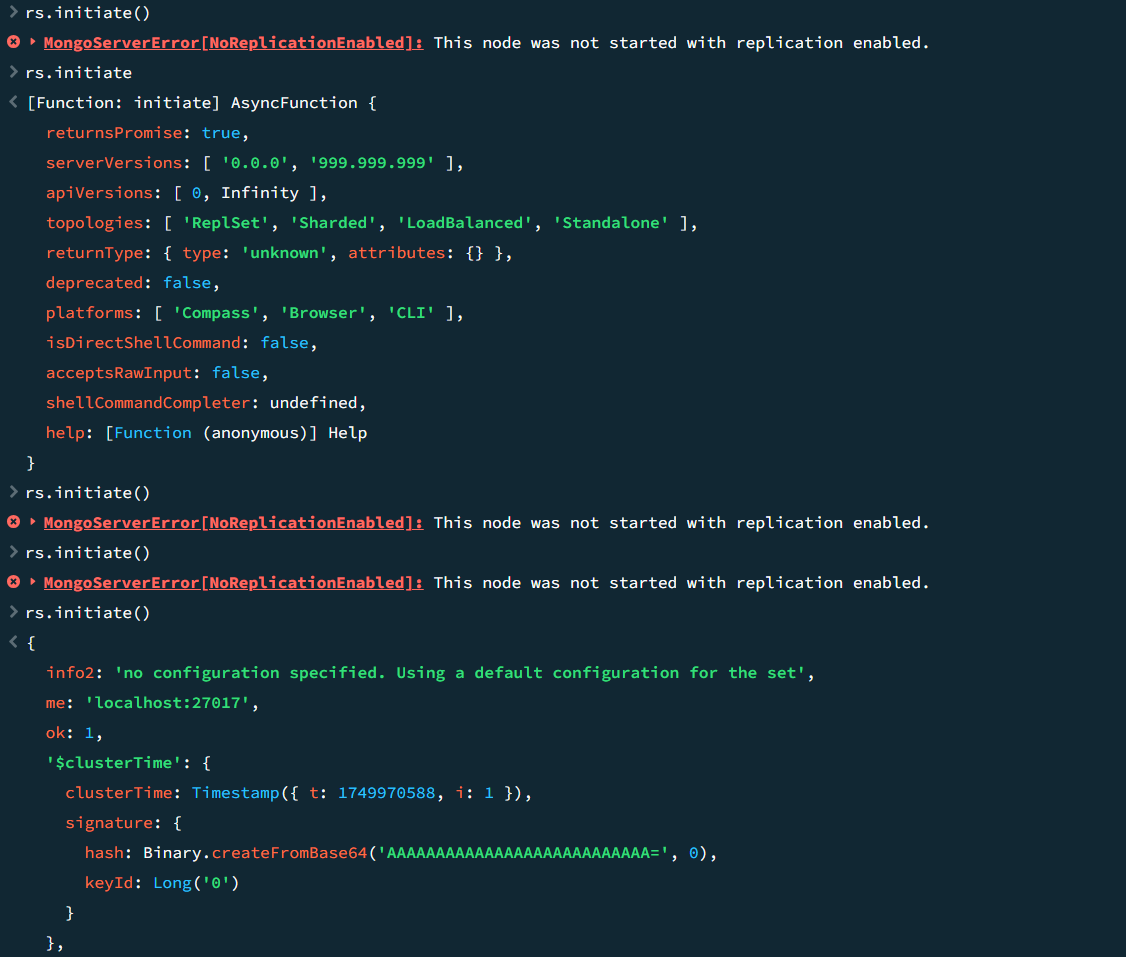 rs.initiate()
MongoServerError[NoReplicationEnabled]: This node was not started with replication enabled.
rs.initiate
[Function: initiate] AsyncFunction {
returnsPromise: true,
serverVersions: [ '0.0.0', '999.999.999' ],
apiVersions: [ 0, Infinity ],
topologies: [ 'ReplSet', 'Sharded', 'LoadBalanced', 'Standalone' ],
returnType: { type: 'unknown', attributes: {} },
deprecated: false,
platforms: [ 'Compass', 'Browser', 'CLI' ],
isDirectShellCommand: false,
acceptsRawInput: false,
shellCommandCompleter: undefined,
help: [Function (anonymous)] Help
}
rs.initiate()
MongoServerError[NoReplicationEnabled]: This node was not started with replication enabled.
rs.initiate()
MongoServerError[NoReplicationEnabled]: This node was not started with replication enabled.
rs.initiate()
{
info2: 'no configuration specified. Using a default configuration for the set',
me: 'localhost:27017',
ok: 1,
'$clusterTime': {
clusterTime: Timestamp({ t: 1749970588, i: 1 }),
signature: {
hash: Binary.createFromBase64('AAAAAAAAAAAAAAAAAAAAAAAAAAA=', 0),
keyId: Long('0')
}
},